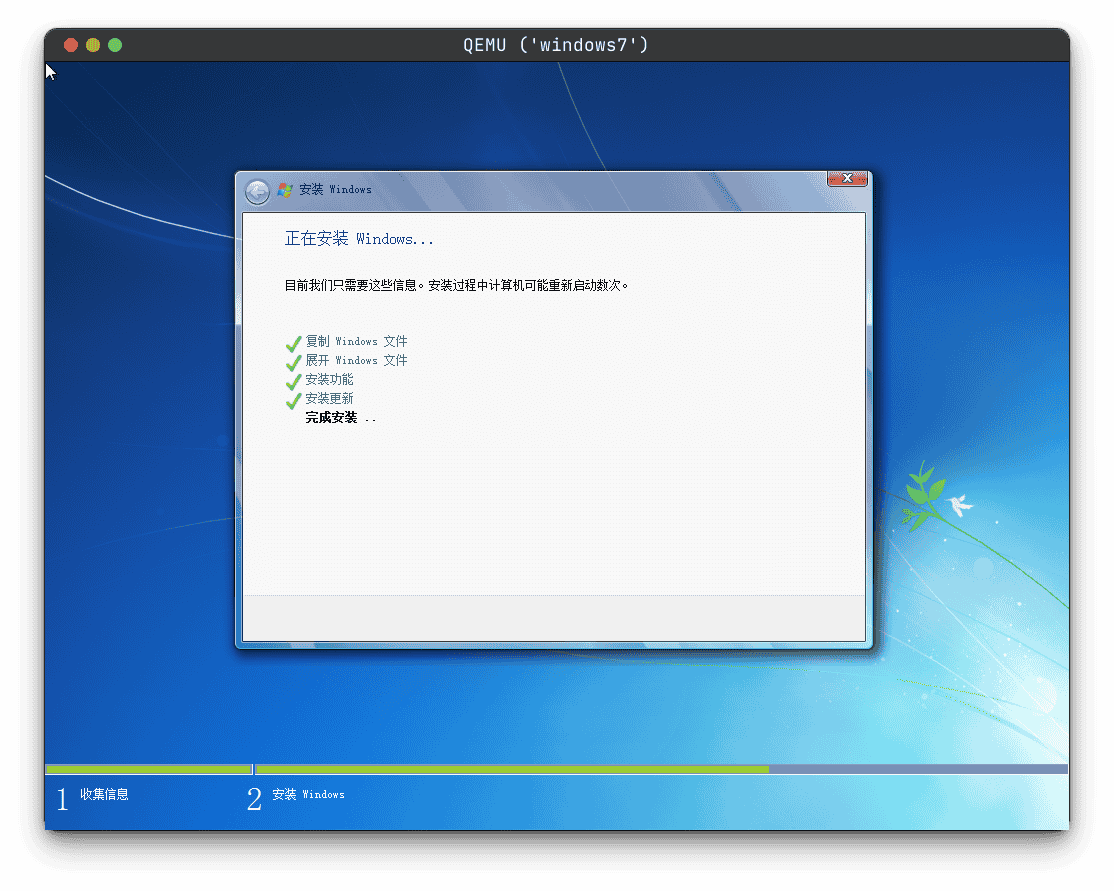 QEMU ('windows7')
安装 Windows
正在安装 Windows...
目前我们只需要这些信息。安装过程中计算机可能重新启动数次。
复制 Windows 文件
展开 Windows 文件
安装功能
安装更新
完成安装 ..
1 收集信息
2 安装 Windows